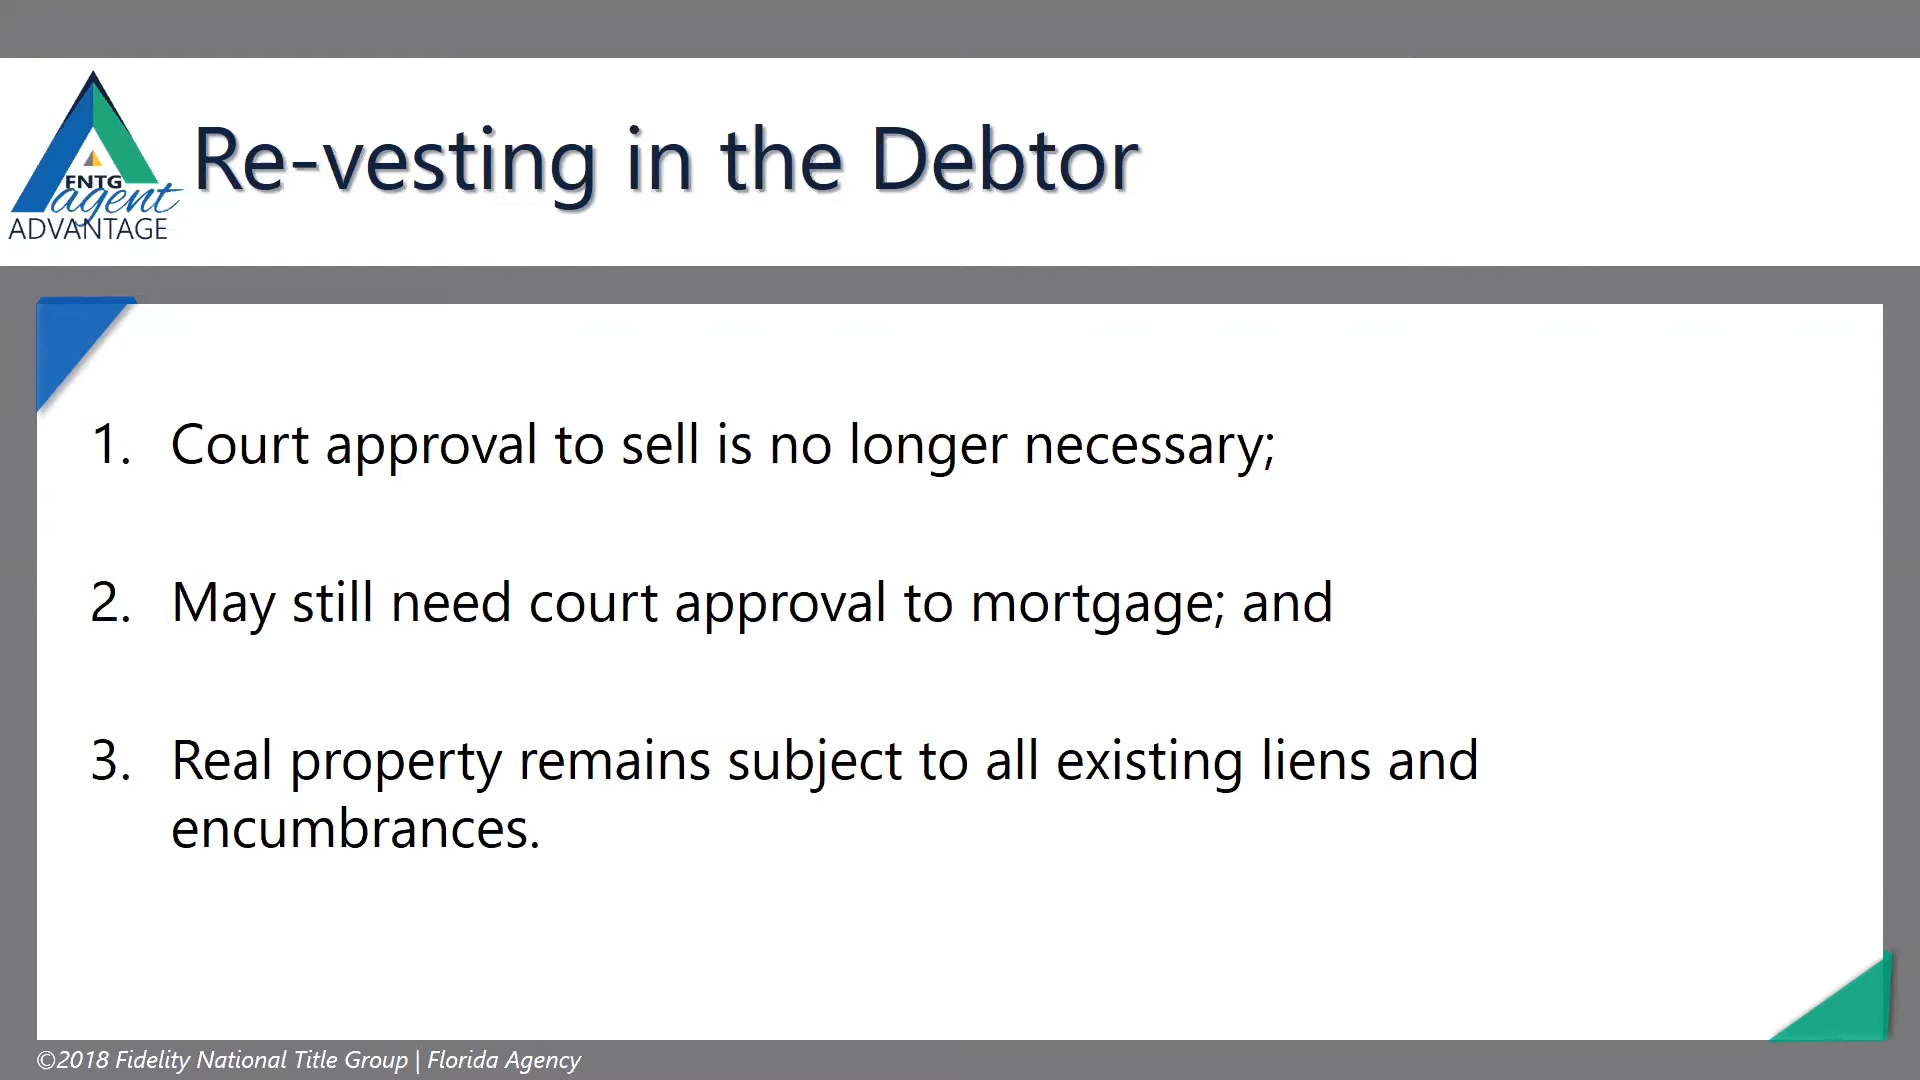 Re-vesting in the Debtor
FNTG
agent
ADVANTAGE
1. Court approval to sell is no longer necessary;
2. May still need court approval to mortgage; and
3. Real property remains subject to all existing liens and
encumbrances.
©2018 Fidelity National Title Group | Florida Agency